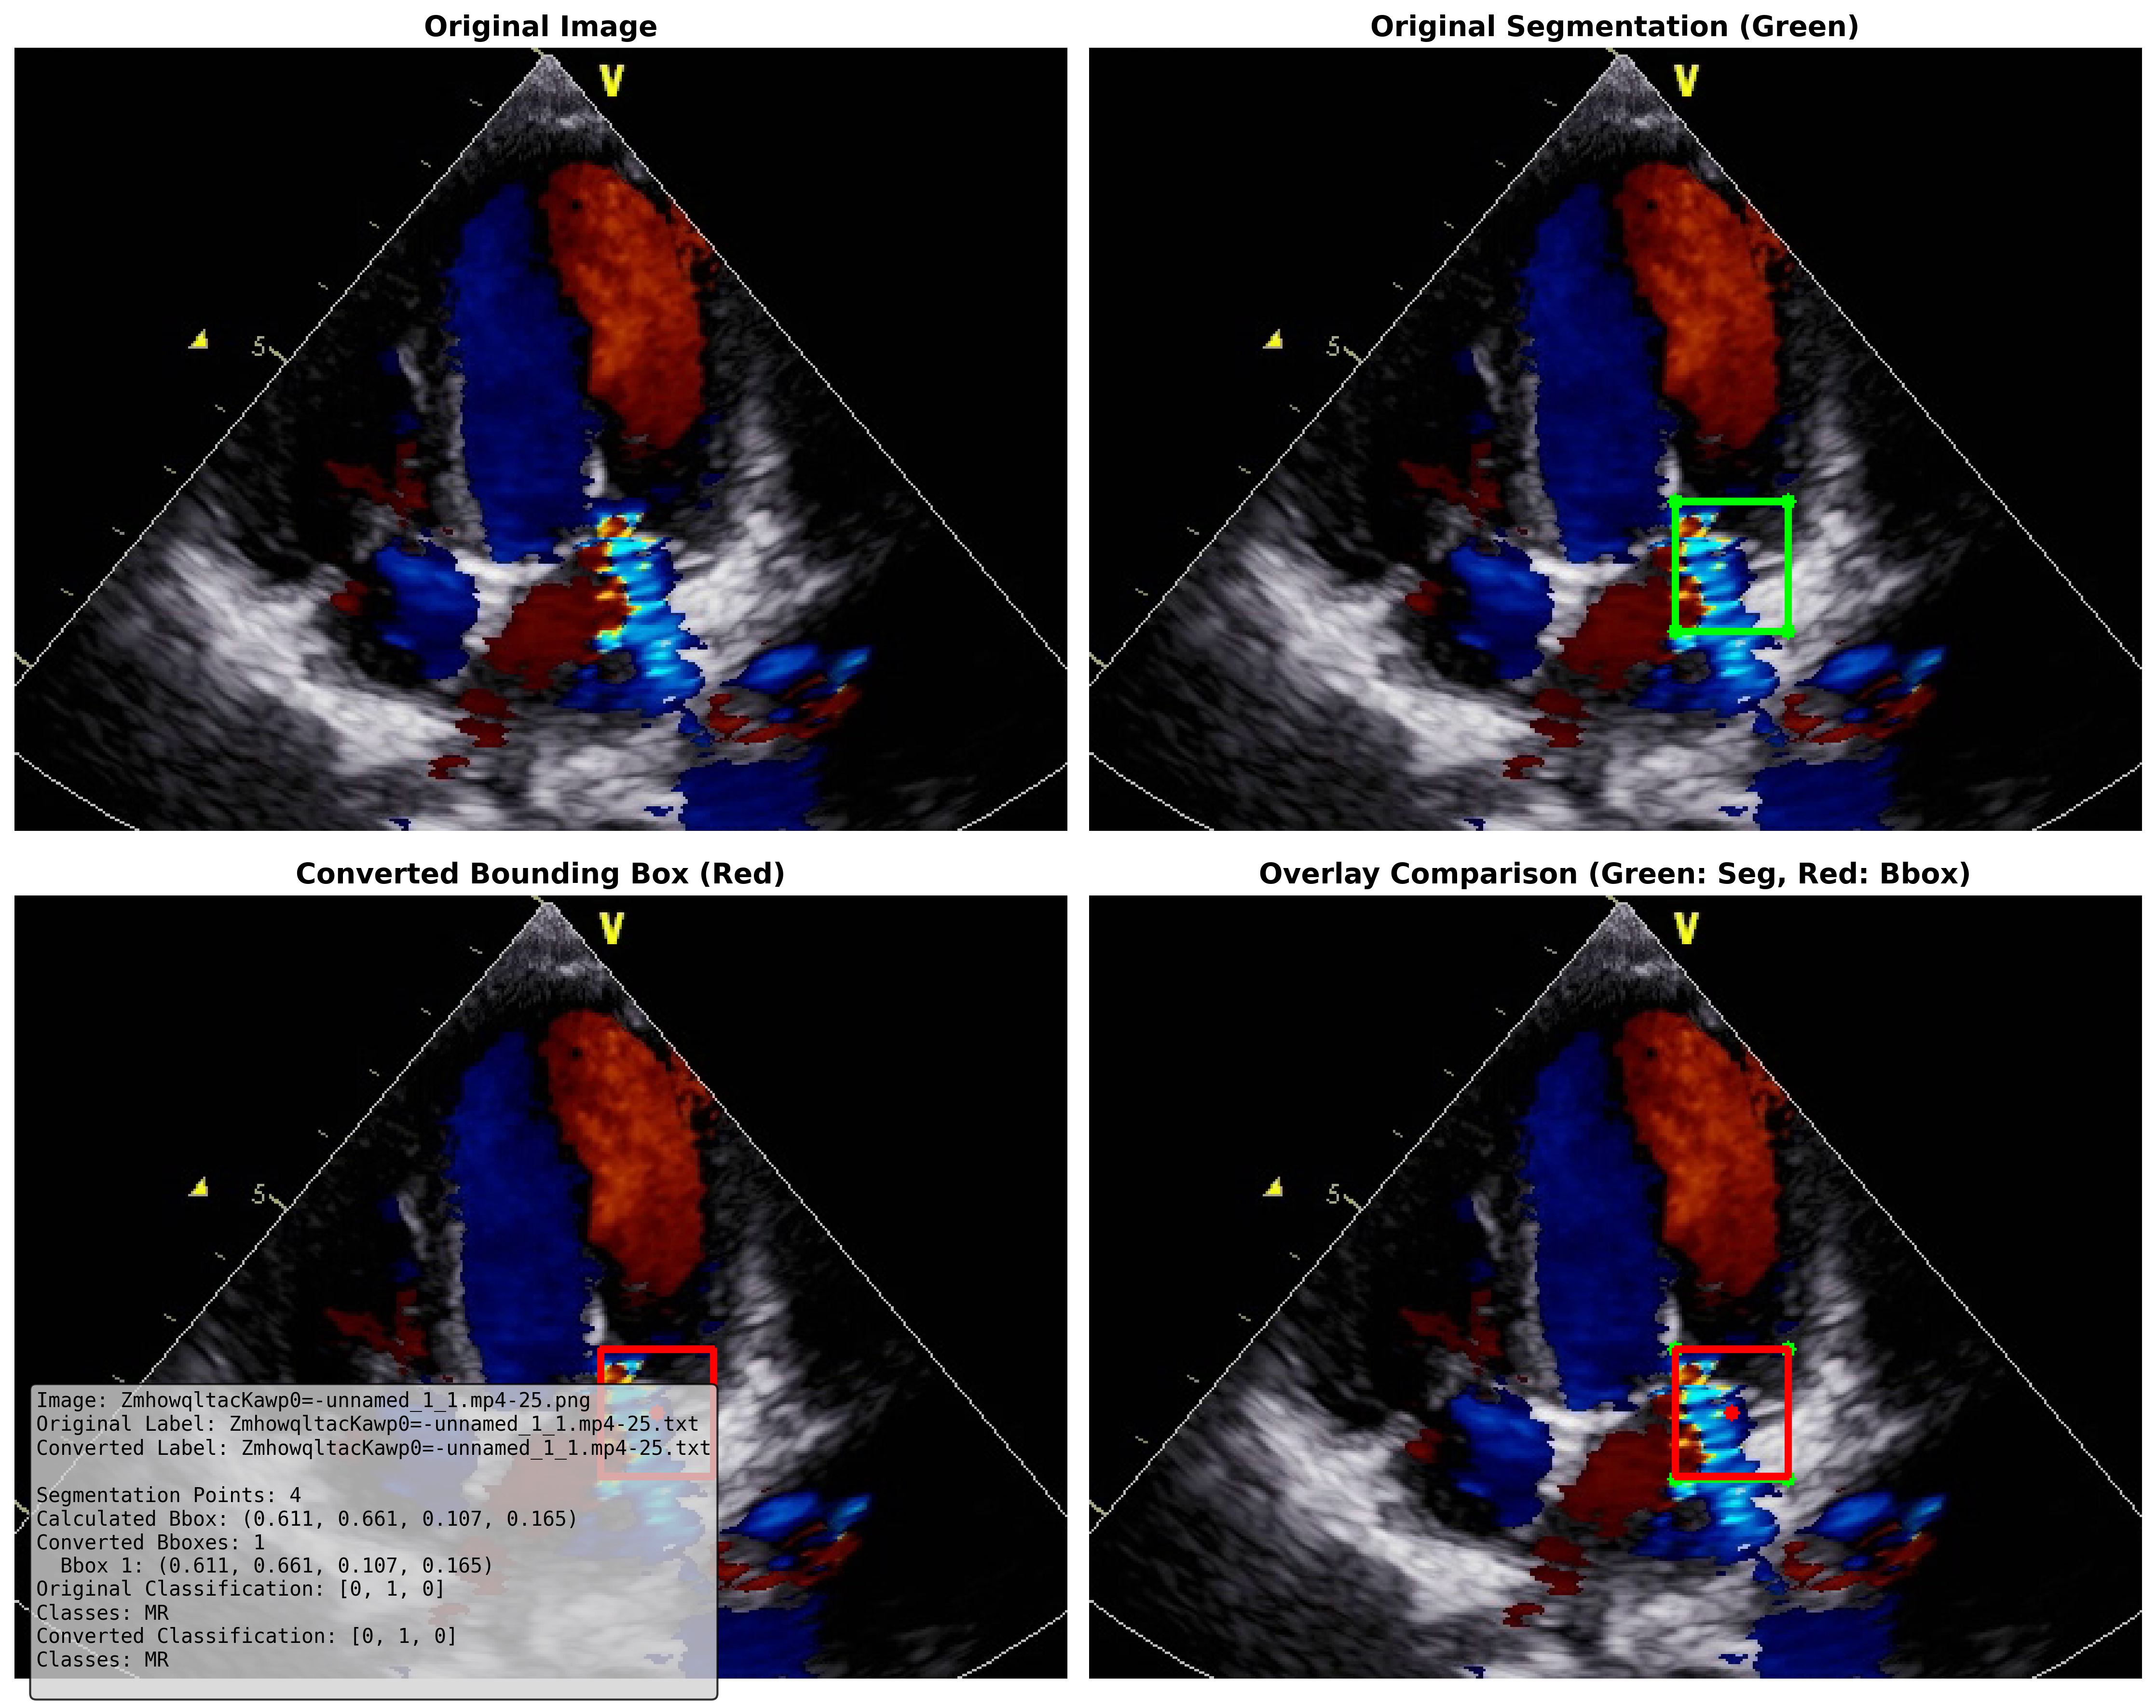 Original Image
Original Segmentation (Green)
V
V
5
5
Converted Bounding Box (Red)
Overlay Comparison (Green: Seg, Red: Bbox)
V
V
5
5
Image: ZmhowqltacKawp0=-unnamed_1_1.mp4-25.png
Original Label: ZmhowqltacKawp0=-unnamed_1_1.mp4-25.txt
Converted Label: ZmhowqltacKawp0=-unnamed_1_1.mp4-25.txt
Segmentation Points: 4
Calculated Bbox: (0.611, 0.661, 0.107, 0.165)
Converted Bboxes: 1
Bbox 1: (0.611, 0.661, 0.107, 0.165)
Original Classification: [0, 1, 0]
Classes: MR
Converted Classification: [0, 1, 0]
Classes: MR